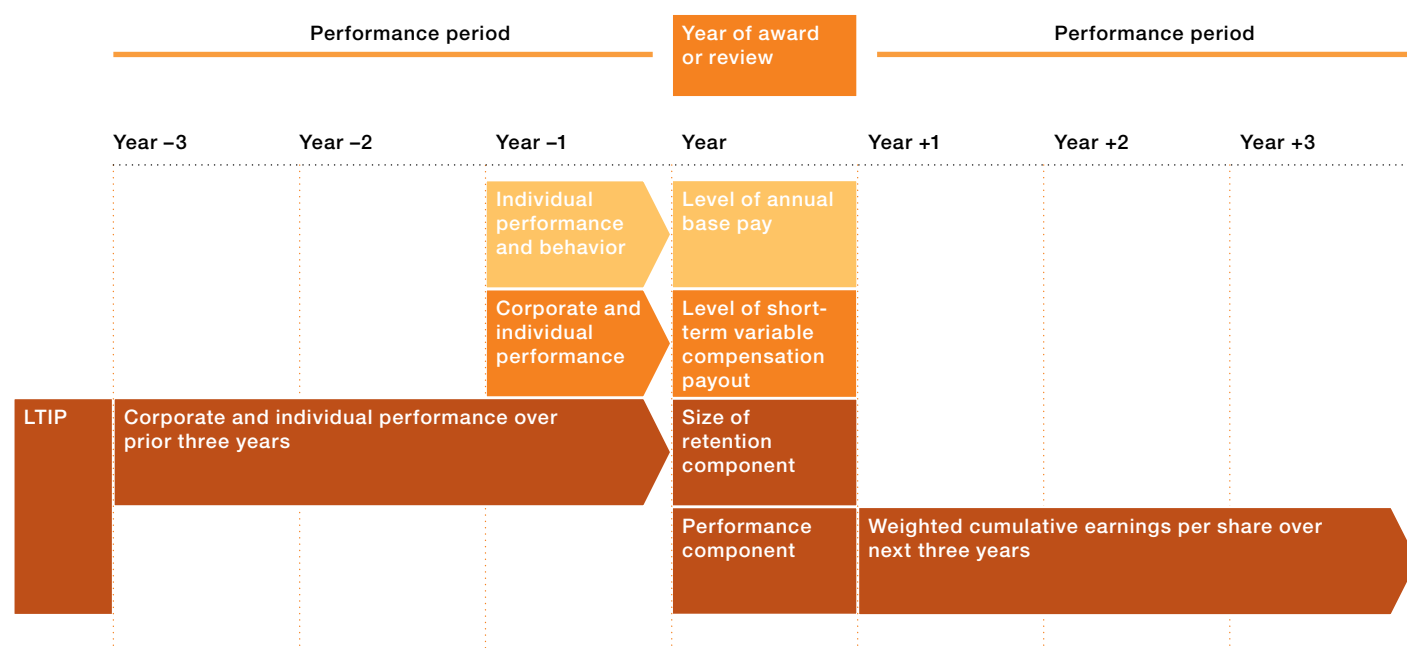 Performance period
Year of award
or review
Performance period
Year –3
Year –2
Year –1
Year
Year +1
Year +2
Year +3
Individual
performance
and behavior
Level of annual
base pay
Corporate and
individual
performance
Level of short-
term variable
compensation
payout
LTIP
Corporate and individual performance over
prior three years
Size of
retention
component
Performance
component
Weighted cumulative earnings per share over
next three years